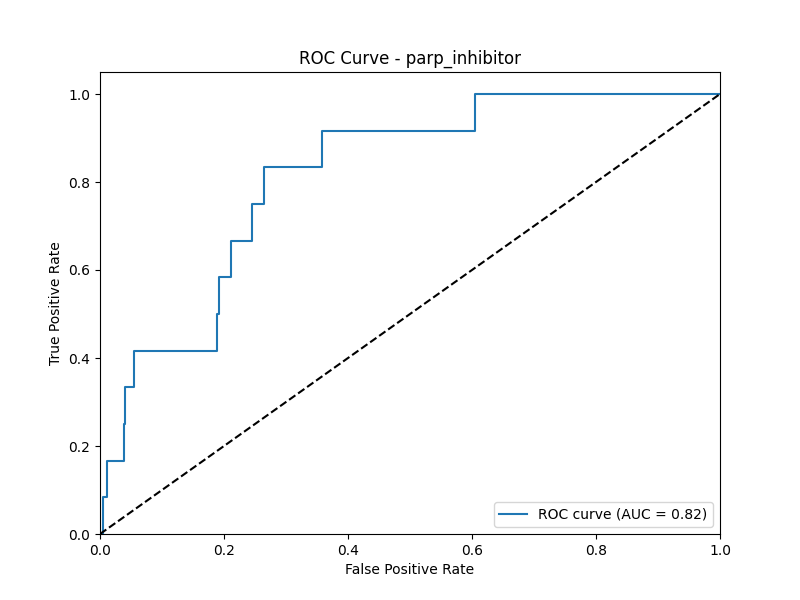 ROC Curve - parp_inhibitor
True Positive Rate
1.0
0.8
0.6
0.4
0.2
0.0
ROC curve (AUC = 0.82)
0.0 0.2 0.4 0.6 0.8 1.0
False Positive Rate